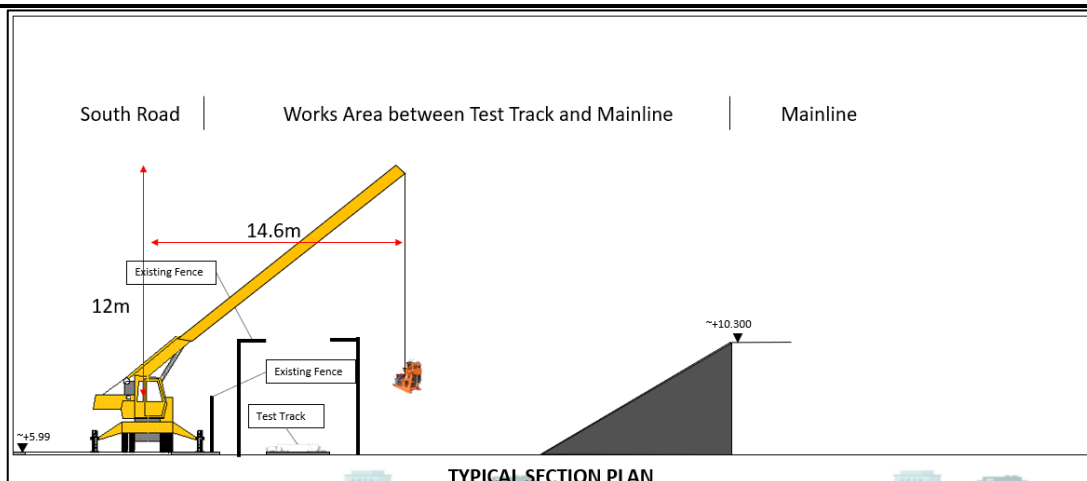 South Road
Works Area between Test Track and Mainline
Mainline
14.6m
Existing Fence
12m
~+10.300
Existing Fence
Test Track
~+5.99
TYPICAL SECTION PLAN